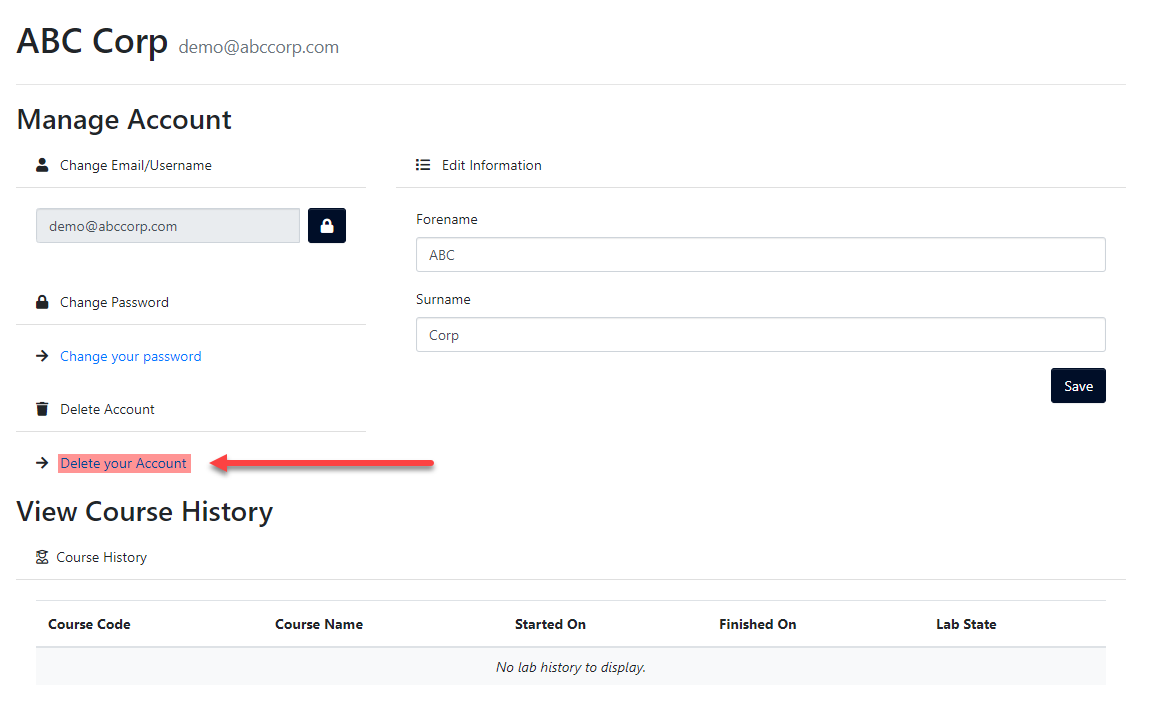 ABC Corp demo@abccorp.com
Manage Account
Change Email/Username
demo@abccorp.com
Change Password
Change your password
Delete Account
Delete your Account
Edit Information
Forename
ABC
Surname
Corp
Save
View Course History
Course History
Course Code Course Name Started On Finished On Lab State
No lab history to display.